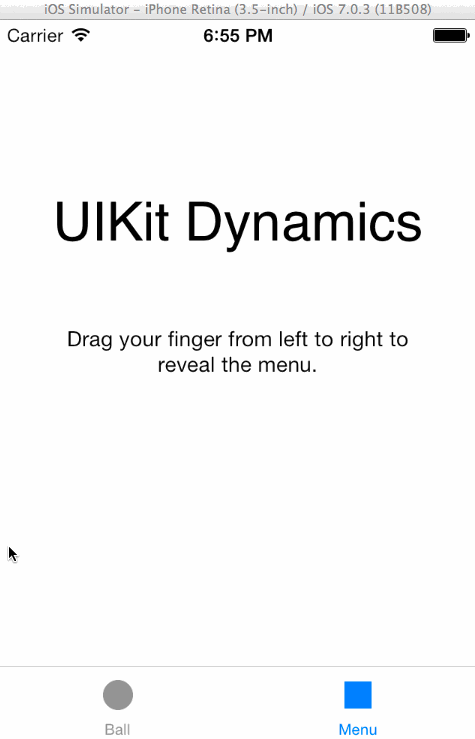 iOS Simulator - iPhone Retina (3.5-inch) / iOS 7.0.3 (11B508)
Carrier 6:55 PM
UIKit Dynamics
Drag your finger from left to right to
reveal the menu.
Ball Menu